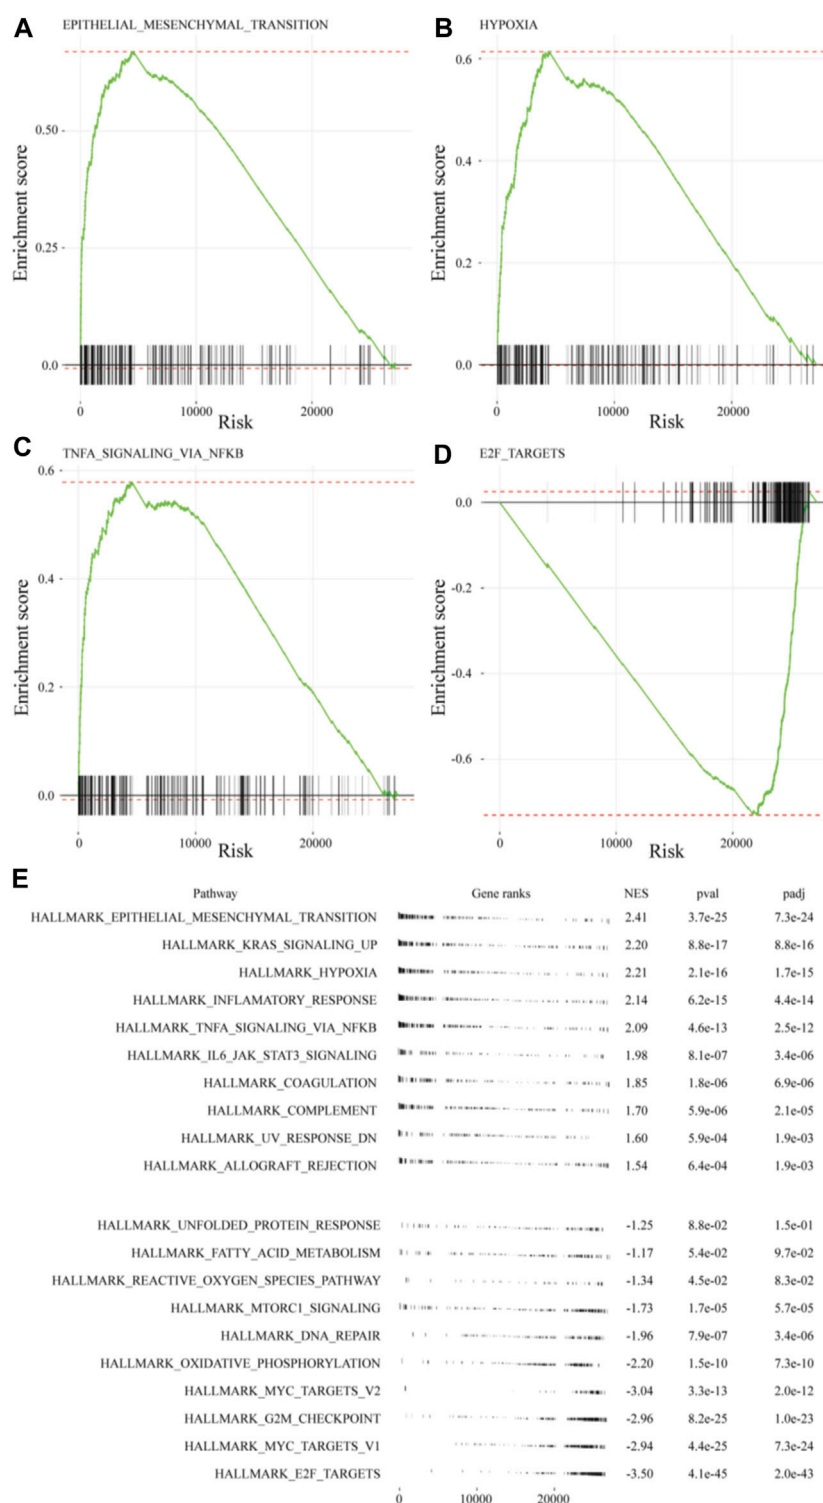 A EPITHELIAL_MESENCHYMAL_TRANSITION
Enrichment score
0.50
0.25
0.0
0 10000 20000
Risk
B HYPOXIA
Enrichment score
0.6
0.4
0.2
0.0
0 10000 20000
Risk
C TNFA_SIGNALING_VIA_NFKB
Enrichment score
0.6
0.4
0.2
0.0
0 10000 20000
Risk
D E2F_TARGETS
Enrichment score
0.0
-0.2
-0.4
-0.6
0 10000 20000
Risk
E
Pathway Gene ranks NES pval padj
HALLMARK_EPITHELIAL_MESENCHYMAL_TRANSITION 2.41 3.7e-25 7.3e-24
HALLMARK_KRAS_SIGNALING_UP 2.20 8.8e-17 8.8e-16
HALLMARK_HYPOXIA 2.21 2.1e-16 1.7e-15
HALLMARK_INFLAMATORY_RESPONSE 2.14 6.2e-15 4.4e-14
HALLMARK_TNFA_SIGNALING_VIA_NFKB 2.09 4.6e-13 2.5e-12
HALLMARK_IL6_JAK_STAT3_SIGNALING 1.98 8.1e-07 3.4e-06
HALLMARK_COAGULATION 1.85 1.8e-06 6.9e-06
HALLMARK_COMPLEMENT 1.70 5.9e-06 2.1e-05
HALLMARK_UV_RESPONSE_DN 1.60 5.9e-04 1.9e-03
HALLMARK_ALLOGRAFT_REJECTION 1.54 6.4e-04 1.9e-03
HALLMARK_UNFOLDED_PROTEIN_RESPONSE -1.25 8.8e-02 1.5e-01
HALLMARK_FATTY_ACID_METABOLISM -1.17 5.4e-02 9.7e-02
HALLMARK_REACTIVE_OXYGEN_SPECIES_PATHWAY -1.34 4.5e-02 8.3e-02
HALLMARK_MTORC1_SIGNALING -1.73 1.7e-05 5.7e-05
HALLMARK_DNA_REPAIR -1.96 7.9e-07 3.4e-06
HALLMARK_OXIDATIVE_PHOSPHORYLATION -2.20 1.5e-10 7.3e-10
HALLMARK_MYC_TARGETS_V2 -3.04 3.3e-13 2.0e-12
HALLMARK_G2M_CHECKPOINT -2.96 8.2e-25 1.0e-23
HALLMARK_MYC_TARGETS_V1 -2.94 4.4e-25 7.3e-24
HALLMARK_E2F_TARGETS -3.50 4.1e-45 2.0e-43
0 10000 20000